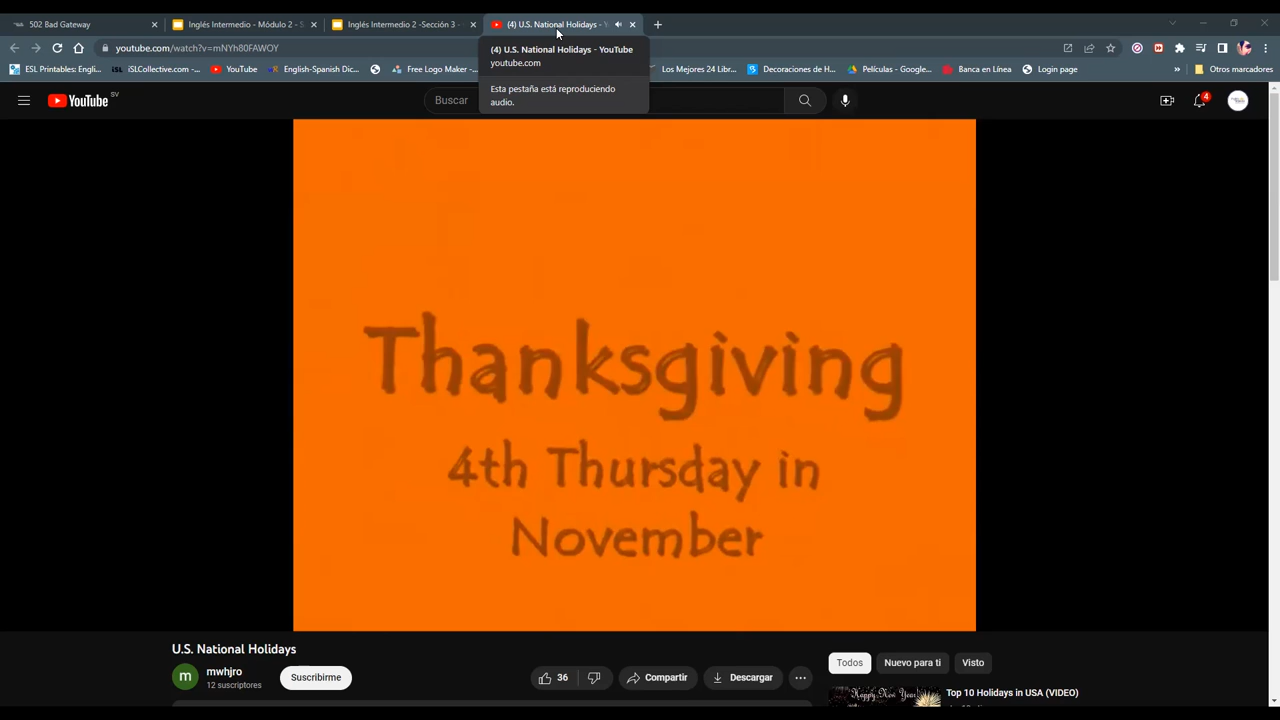 502 Bad Gateway
Inglés Intermedio - Módulo 2 - S
Inglés Intermedio 2 -Sección 3 -
(4) U.S. National Holidays - Y
youtube.com/watch?v=mNYh80FAWOY
(4) U.S. National Holidays - YouTube
youtube.com
Esta pestaña está reproduciendo
audio.
ESL Printables: Engli...
iSLCollective.com -...
YouTube
English-Spanish Dic...
Free Logo Maker -...
Los Mejores 24 Libr...
Decoraciones de H...
Películas - Google...
Banca en Línea
Login page
»
Otros marcadores
YouTube SV
Buscar
4
Thanksgiving
4th Thursday in
November
U.S. National Holidays
m
mwhjro
12 suscriptores
Suscribirme
36
Compartir
Descargar
Todos
Nuevo para ti
Visto
Happy New Year
Top 10 Holidays in USA (VIDEO)